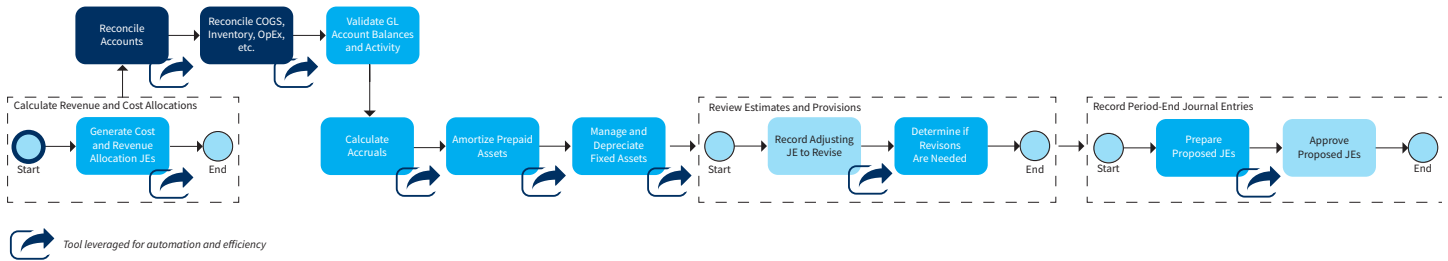 Reconcile
Accounts
Reconcile COGS,
Inventory, OpEx,
etc.
Validate GL
Account Balances
and Activity
Calculate Revenue and Cost Allocations
Start
Generate Cost
and Revenue
Allocation JEs
End
Calculate
Accruals
Amortize Prepaid
Assets
Manage and
Depreciate
Fixed Assets
Review Estimates and Provisions
Start
Record Adjusting
JE to Revise
Determine if
Revisons
Are Needed
End
Record Period-End Journal Entries
Start
Prepare
Proposed JEs
Approve
Proposed JEs
End
Tool leveraged for automation and efficiency